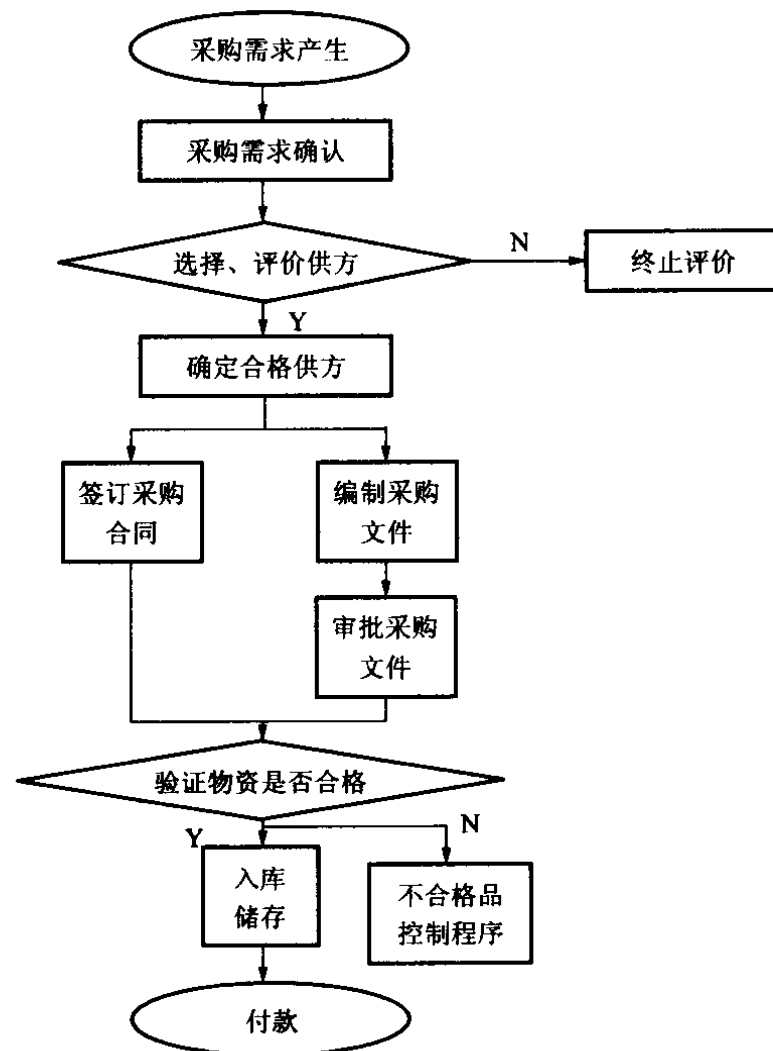 采购需求产生
采购需求确认
选择、评价供方
N
终止评价
Y
确定合格供方
签订采购
合同
编制采购
文件
审批采购
文件
验证物资是否合格
Y
N
入库
储存
不合格品
控制程序
付款